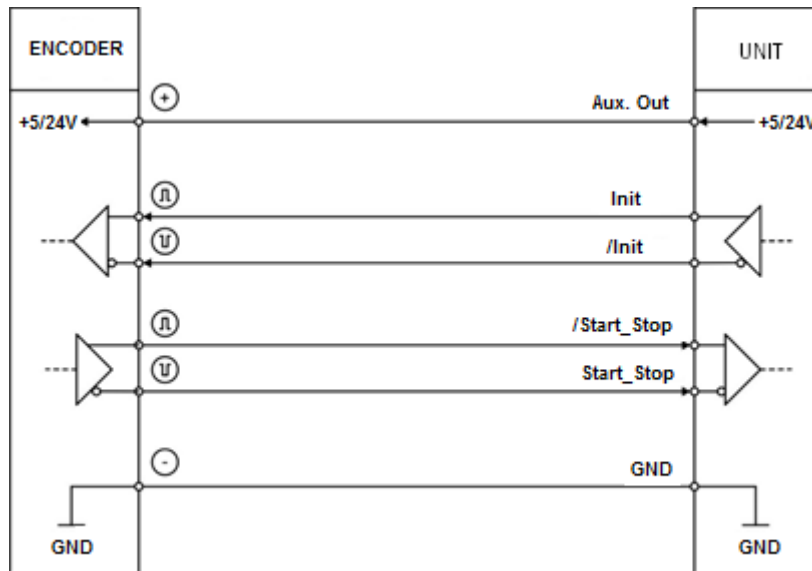 ENCODER
UNIT
+
Aux. Out
+5/24V
+5/24V
Init
/Init
/Start_Stop
Start_Stop
-
GND
GND
GND